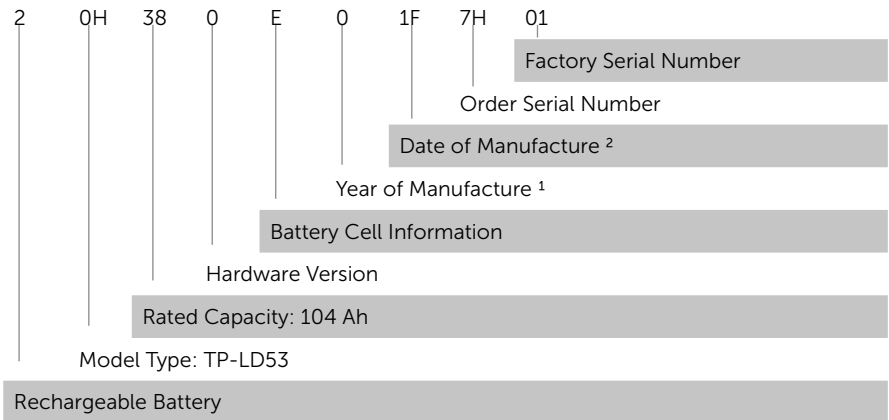 2 0H 38 0 E 0 1F 7H 01
Factory Serial Number
Order Serial Number
Date of Manufacture ²
Year of Manufacture ¹
Battery Cell Information
Hardware Version
Rated Capacity: 104 Ah
Model Type: TP-LD53
Rechargeable Battery